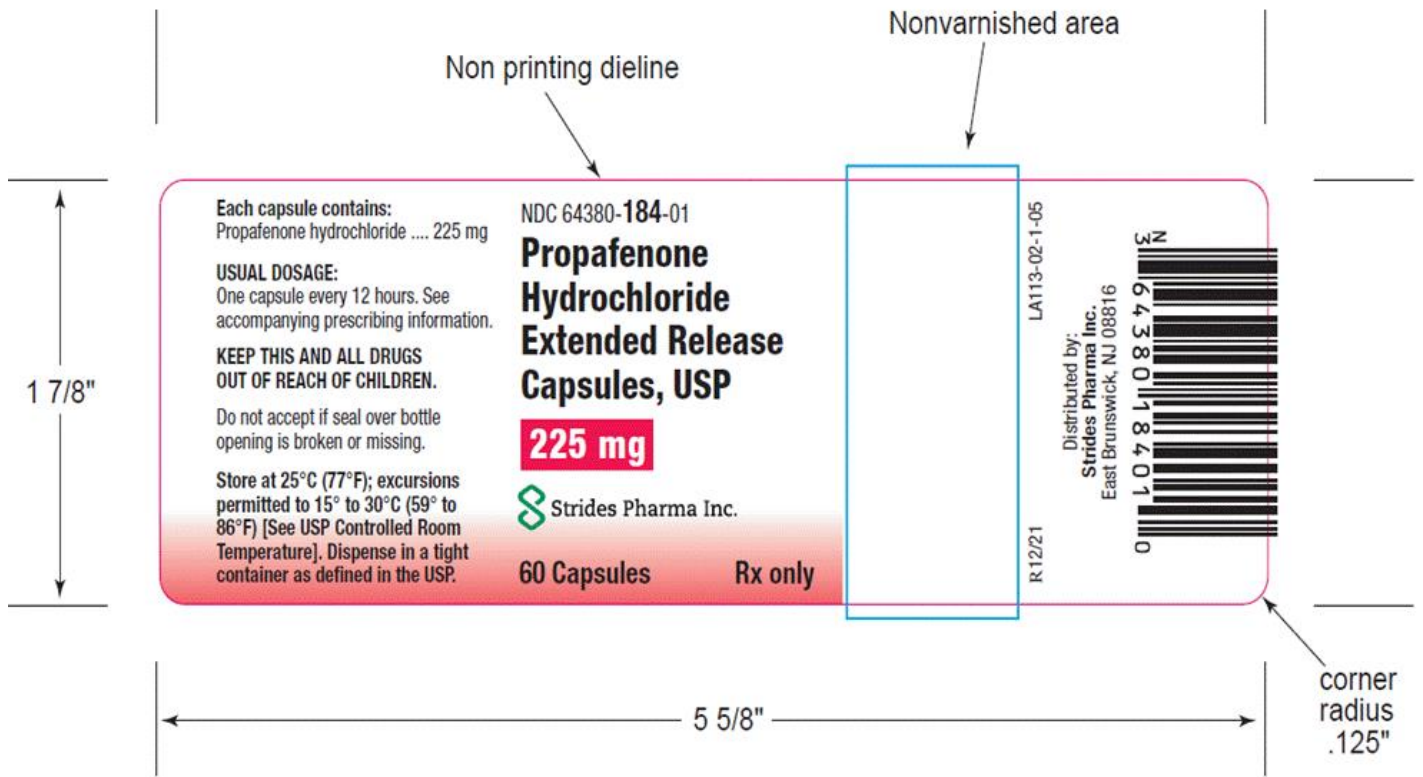 Nonvarnished area
Non printing dieline
Each capsule contains:
Propafenone hydrochloride .... 225 mg
USUAL DOSAGE:
One capsule every 12 hours. See
accompanying prescribing information.
KEEP THIS AND ALL DRUGS
OUT OF REACH OF CHILDREN.
Do not accept if seal over bottle
opening is broken or missing.
Store at 25°C (77°F); excursions
permitted to 15° to 30°C (59° to
86°F) [See USP Controlled Room
Temperature]. Dispense in a tight
container as defined in the USP.
NDC 64380-184-01
Propafenone
Hydrochloride
Extended Release
Capsules, USP
225 mg
Strides Pharma Inc.
60 Capsules Rx only
R12/21 LA113-02-1-05
Distributed by:
Strides Pharma Inc.
East Brunswick, NJ 08816
N
3 64380 18401 0
1 7/8"
5 5/8"
corner
radius
.125"